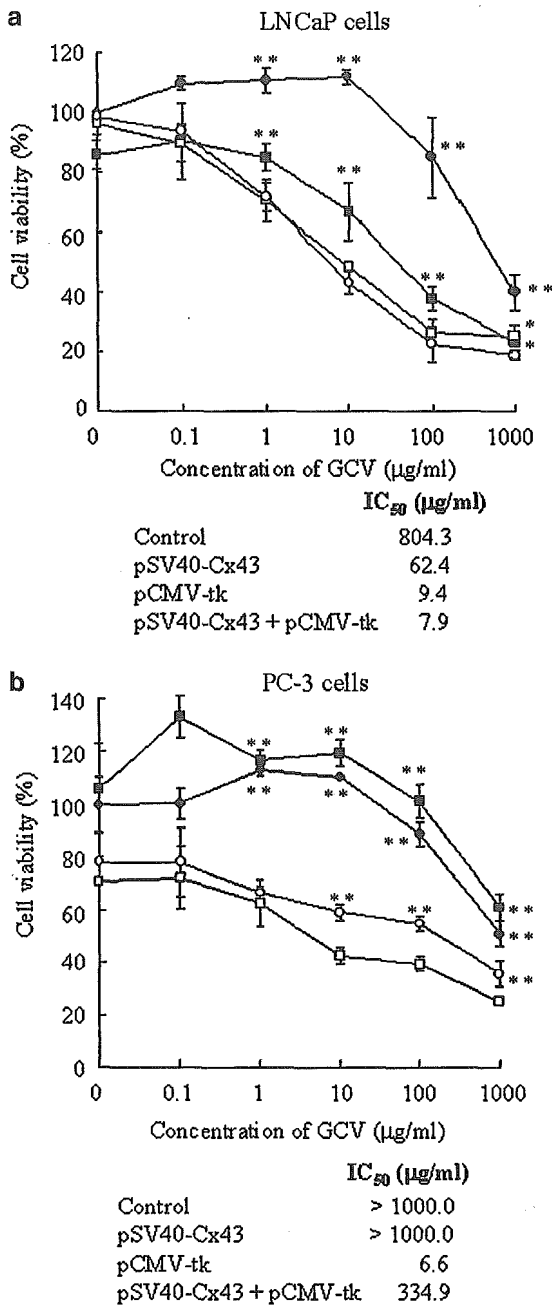 a
LNCaP cells
120
100
80
60
40
20
0
Cell viability (%)
** **
**
**
**
**
**
*
*
0 0.1 1 10 100 1000
Concentration of GCV (µg/ml)
IC50 (µg/ml)
Control 804.3
pSV40-Cx43 62.4
pCMV-tk 9.4
pSV40-Cx43 + pCMV-tk 7.9
b
PC-3 cells
140
120
100
80
60
40
20
0
Cell viability (%)
** **
** ** **
**
** **
**
**
**
0 0.1 1 10 100 1000
Concentration of GCV (µg/ml)
IC50 (µg/ml)
Control > 1000.0
pSV40-Cx43 > 1000.0
pCMV-tk 6.6
pSV40-Cx43 + pCMV-tk 334.9